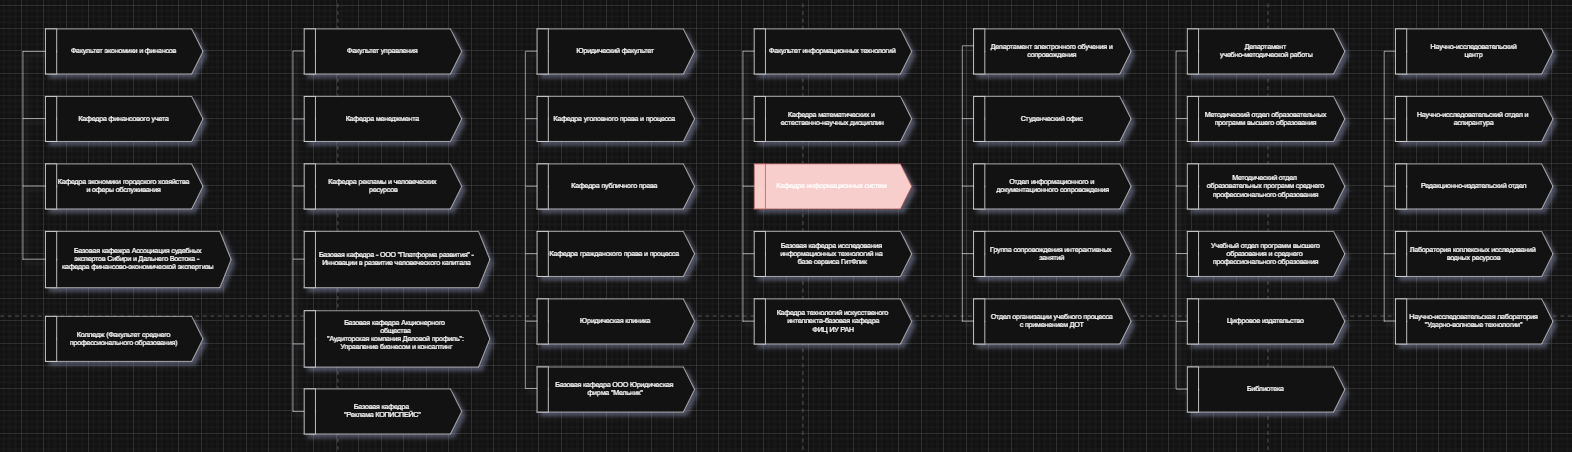 Факультет экономики и финансов
Кафедра финансового учета
Кафедра экономики городского хозяйства
и сферы обслуживания
Базовая кафежра Ассоциация судебных
экспертов Сибири и Дальнего Востока -
кафедра финансово-экономической экспертизы
Колледж (Факультет среднего
профессионального образования)
Факультет управления
Кафедра менеджмента
Кафедра рекламы и человеческих
ресурсов
Базовая кафедра - ООО "Платформа развития" -
Инновации в развитие человеческого капитала
Базовая кафедра Акционерного
общества
"Аудиторская компания Деловой профиль":
Управление бизнесом и консалтинг
Базовая кафедра
"Реклама КОПИСПЕЙС"
Юридический факультет
Кафедра уголовного права и процесса
Кафедра публичного права
Кафедра гражданского права и процесса
Юридическая клиника
Базовая кафедра ООО Юридическая
фирма "Мельник"
Факультет информационных технологий
Кафедра математических и
естественно-научных дисциплин
Кафедра информационных систем
Базовая кафедра исследования
информационных технологий на
базе сервиса ГитФлик
Кафедра технологий искусственого
интеллекта-базовая кафедра
ФИЦ ИУ РАН
Департамент электронного обучения и
сопровождения
Студенческий офис
Отдел информационного и
документационного сопровождения
Группа сопровождения интерактивных
занятий
Отдел организации учебного процесса
с применением ДОТ
Департамент
учебно-методической работы
Методический отдел образовательных
программ высшего образования
Методический отдел
образовательных программ среднего
профессионального образования
Учебный отдел программ высшего
образования и среднего
профессионального образования
Цифровое издательство
Библиотека
Научно-исследовательский
центр
Научно-исследовательский отдел и
аспирантура
Редакционно-издательский отдел
Лаборатория коплексных исследований
водных ресурсов
Научно-исследовательская лаборатория
"Ударно-волновые технологии"